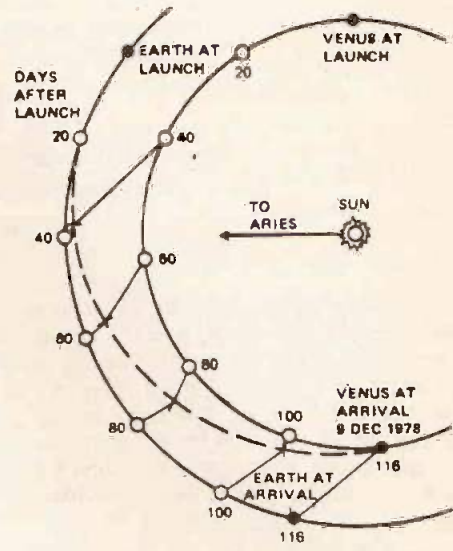 EARTH AT
LAUNCH
VENUS AT
LAUNCH
20
DAYS
AFTER
LAUNCH
20
40
TO
ARIES
SUN
40
60
80
80
80
VENUS AT
ARRIVAL
9 DEC 1978
100
116
EARTH AT
ARRIVAL
100
116